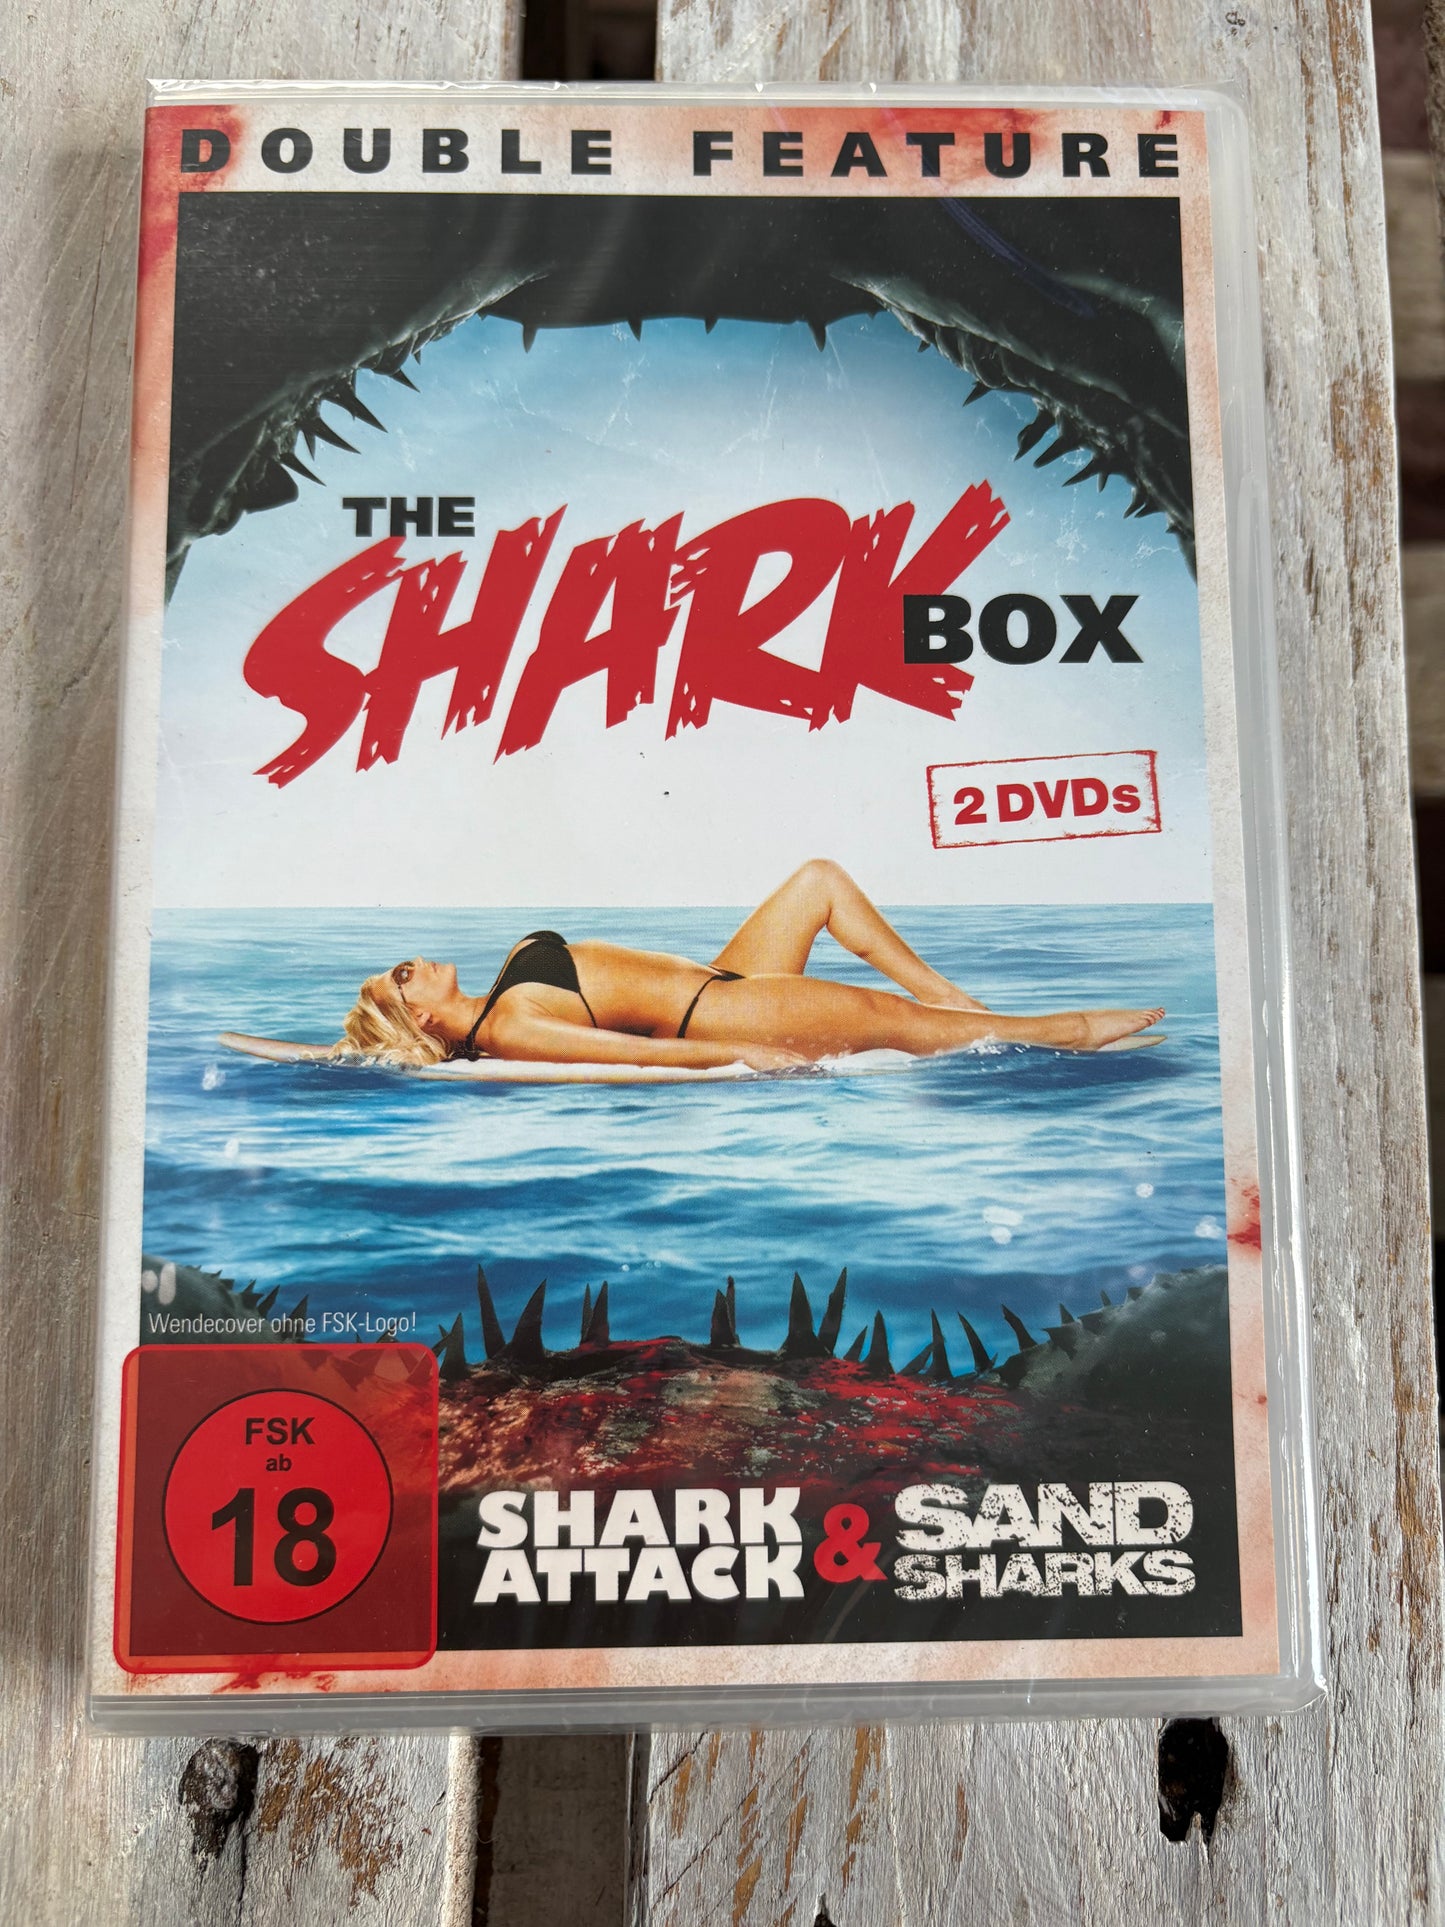 DOUBLE FEATURE
THE
SHARK
BOX
2 DVDs
Wendecover ohne FSK-Logo!
FSK
ab
18
SHARK
ATTACK
&
SAND
SHARKS